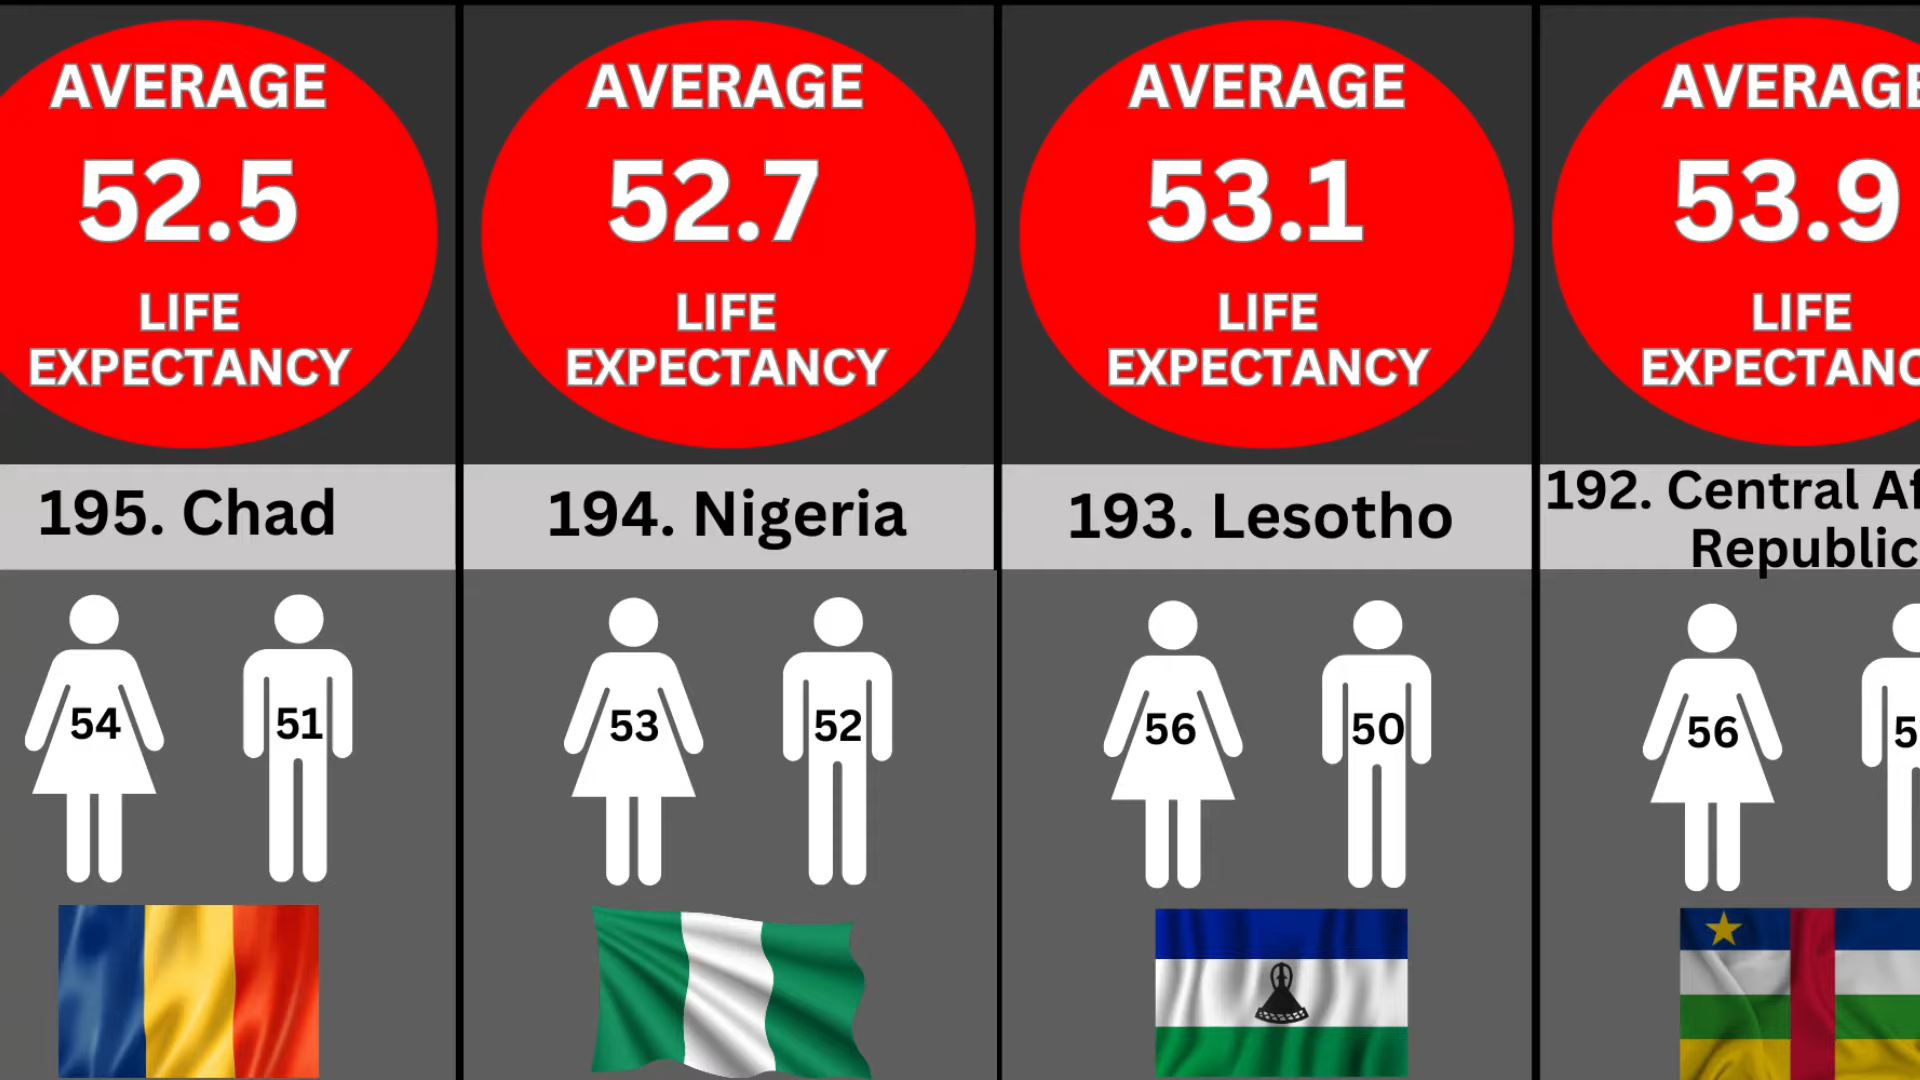 AVERAGE
52.5
LIFE
EXPECTANCY
195. Chad
54
51
AVERAGE
52.7
LIFE
EXPECTANCY
194. Nigeria
53
52
AVERAGE
53.1
LIFE
EXPECTANCY
193. Lesotho
56
50
AVERAGE
53.9
LIFE
192. Central
Republic
56